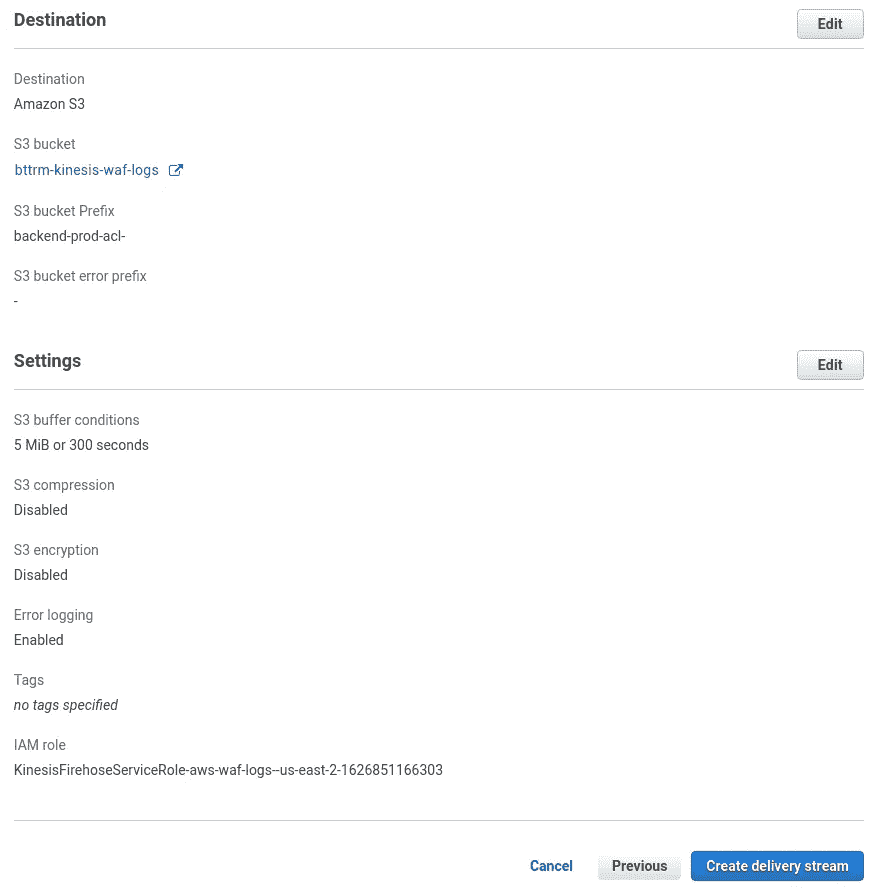 Destination
Edit
Destination
Amazon S3
S3 bucket
bttrm-kinesis-waf-logs
S3 bucket Prefix
backend-prod-acl-
S3 bucket error prefix
-
Settings
Edit
S3 buffer conditions
5 MiB or 300 seconds
S3 compression
Disabled
S3 encryption
Disabled
Error logging
Enabled
Tags
no tags specified
IAM role
KinesisFirehoseServiceRole-aws-waf-logs--us-east-2-1626851166303
Cancel
Previous
Create delivery stream